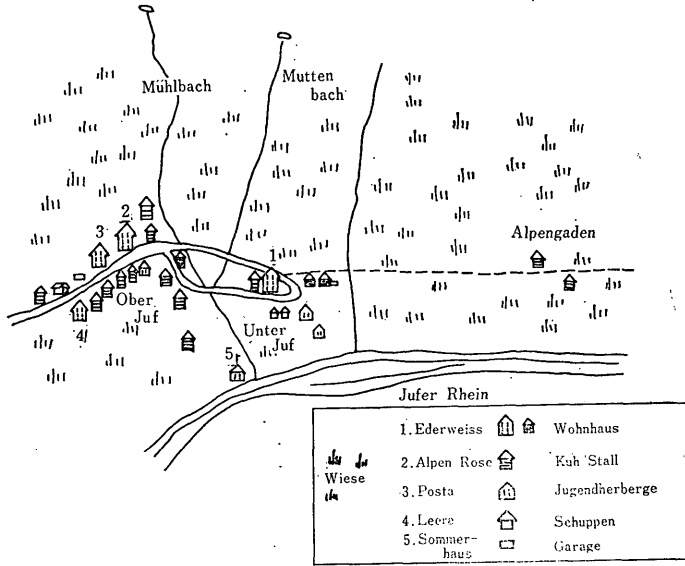 Mühlbach
Mutten
bach
2
3
1
Alpengaden
Ober
Juf
Unter
Juf
4
5
Jufer Rhein
1. Ederweiss Wohnhaus
Wiese
2. Alpen Rose Kuh Stall
3. Posta Jugendherberge
4. Leere Schuppen
5. Sommer-
haus Garage